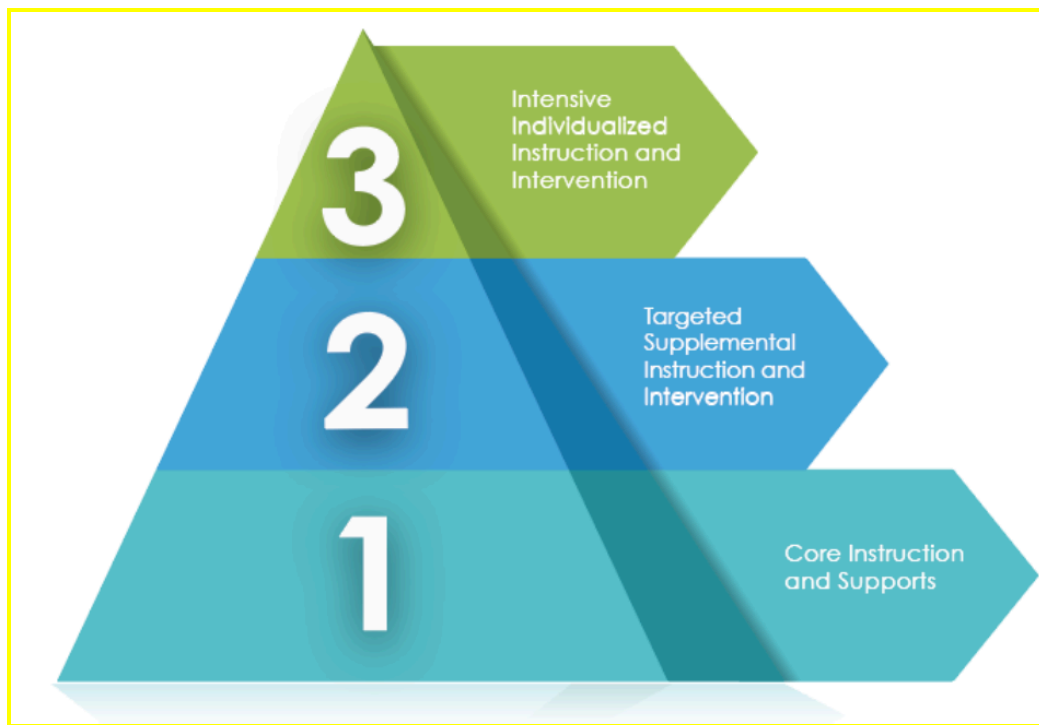 3
Intensive
Individualized
Instruction and
Intervention
2
Targeted
Supplemental
Instruction and
Intervention
1
Core Instruction
and Supports